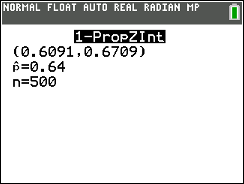 NORMAL FLOAT AUTO REAL RADIAN MP
1-PropZInt
(0.6091,0.6709)
p̂=0.64
n=500